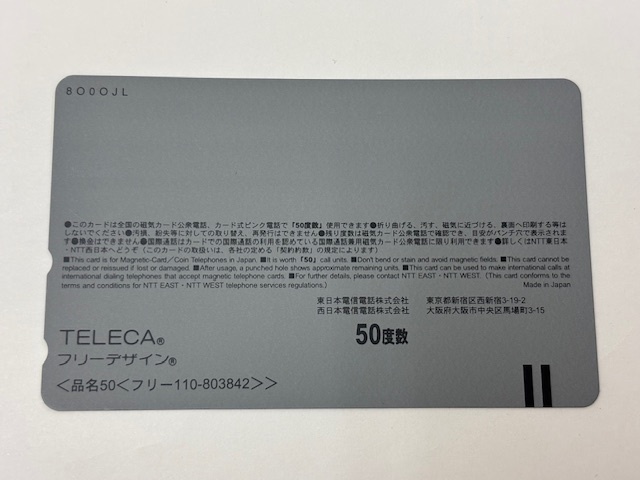 8O0OJL
●このカードは全国の磁気カード公衆電話、カード式ピンク電話で「50度数」使用できます●折り曲げる、汚す、磁気に近づける、裏面へ印刷する等は
しないでください●汚損、紛失等に対しての取り替え、再発行はできません●残り度数は磁気カード公衆電話で確認でき、目安がパンチ穴で表示されま
す●換金はできません●国際通話はカードでの国際通話の利用を認めている国際通話兼用磁気カード公衆電話に限り利用できます●詳しくはNTT東日本
・NTT西日本へどうぞ（このカードの取扱いは、各社の定める「契約約款」の規定によります）
■This card is for Magnetic-Card/Coin Telephones in Japan. ■It is worth「50」call units. ■Don't bend or stain and avoid magnetic fields. ■This card cannot be
replaced or reissued if lost or damaged. ■After usage, a punched hole shows approximate remaining units. ■This card can be used to make international calls at
international dialing telephones that accept magnetic telephone cards. ■For further details, please contact NTT EAST・NTT WEST. (This card conforms to the
terms and conditions for NTT EAST・NTT WEST telephone services regulations.)
Made in Japan
東日本電信電話株式会社 東京都新宿区西新宿3-19-2
西日本電信電話株式会社 大阪府大阪市中央区馬場町3-15
50度数
TELECA®
フリーデザイン®
＜品名50＜フリー110-803842＞＞